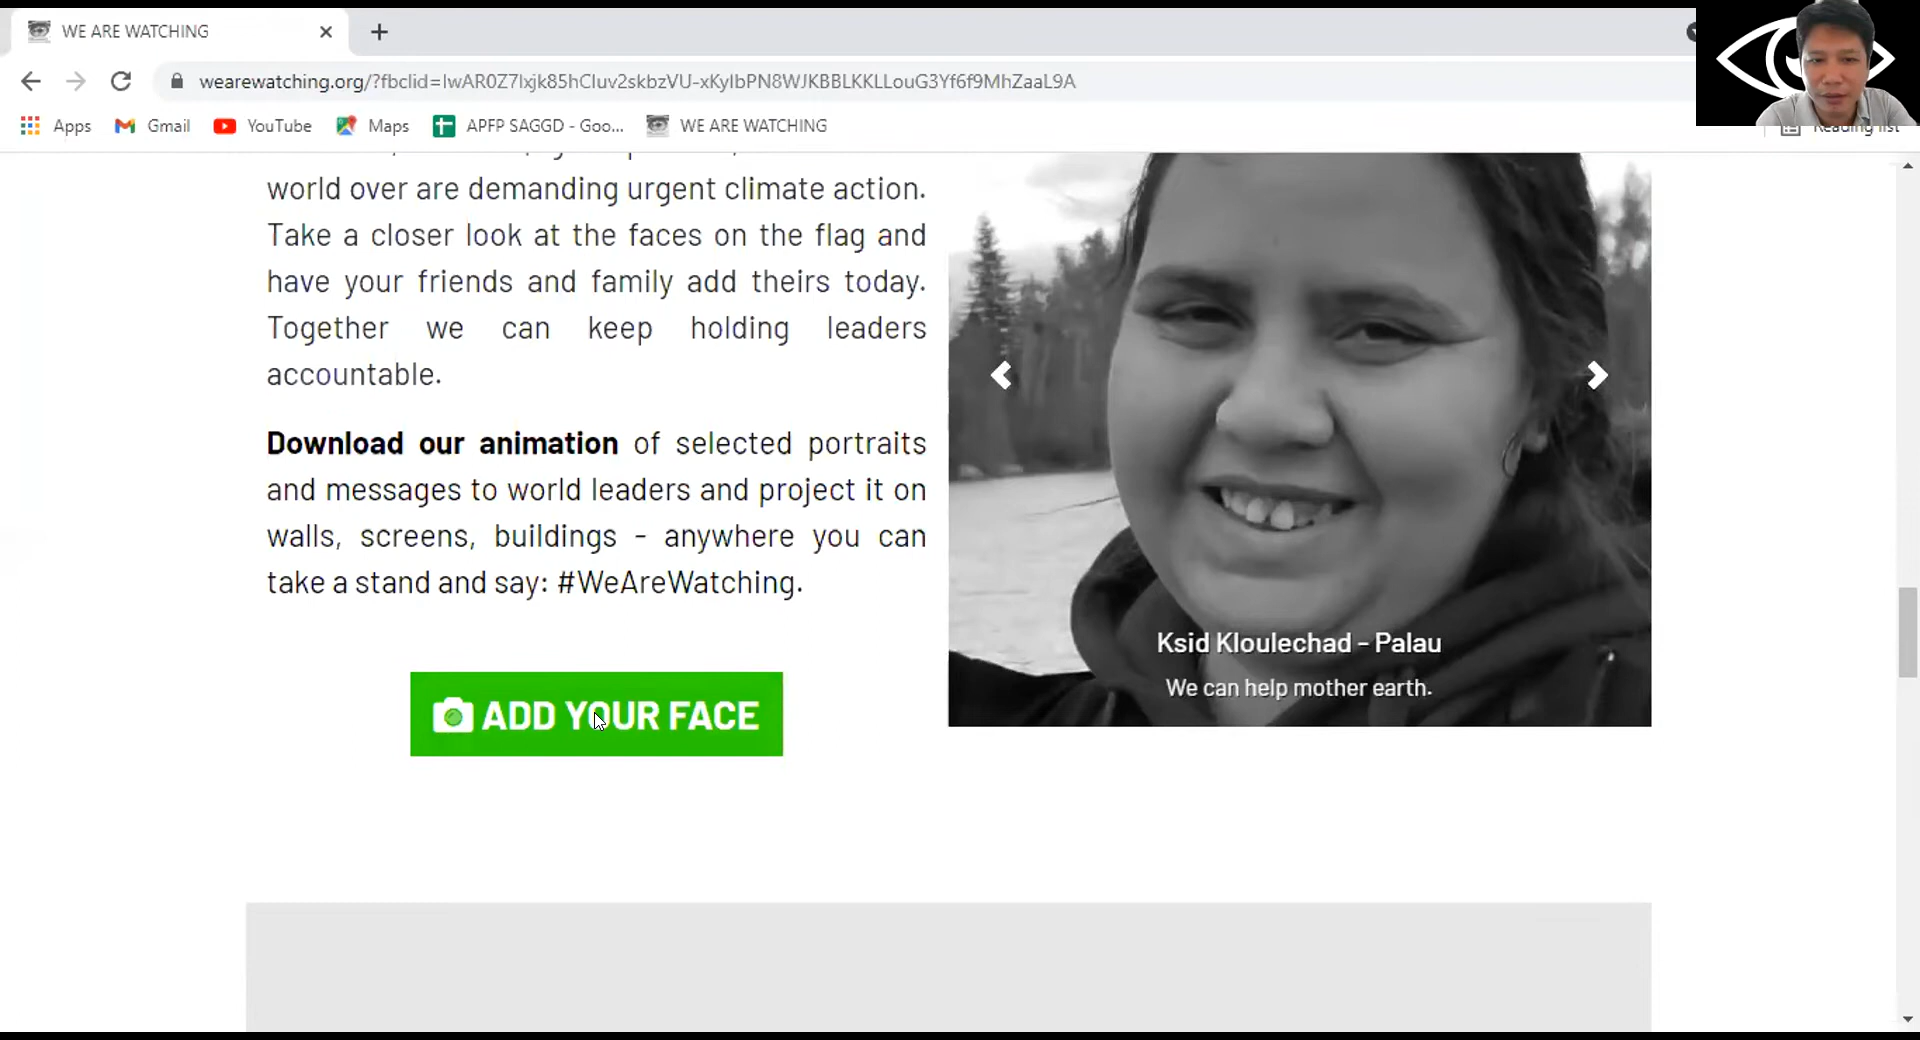 WE ARE WATCHING
wearewatching.org/?fbclid=IwAR0Z7lxjk85hCluv2skbzVU-xKylbPN8WJKBBLKKLLouG3Yf6f9MhZaaL9A
Apps
Gmail
YouTube
Maps
APFP SAGGD - Goo...
WE ARE WATCHING
Reading list
world over are demanding urgent climate action.
Take a closer look at the faces on the flag and
have your friends and family add theirs today.
Together we can keep holding leaders
accountable.
Download our animation of selected portraits
and messages to world leaders and project it on
walls, screens, buildings - anywhere you can
take a stand and say: #WeAreWatching.
ADD YOUR FACE
Ksid Kloulechad - Palau
We can help mother earth.